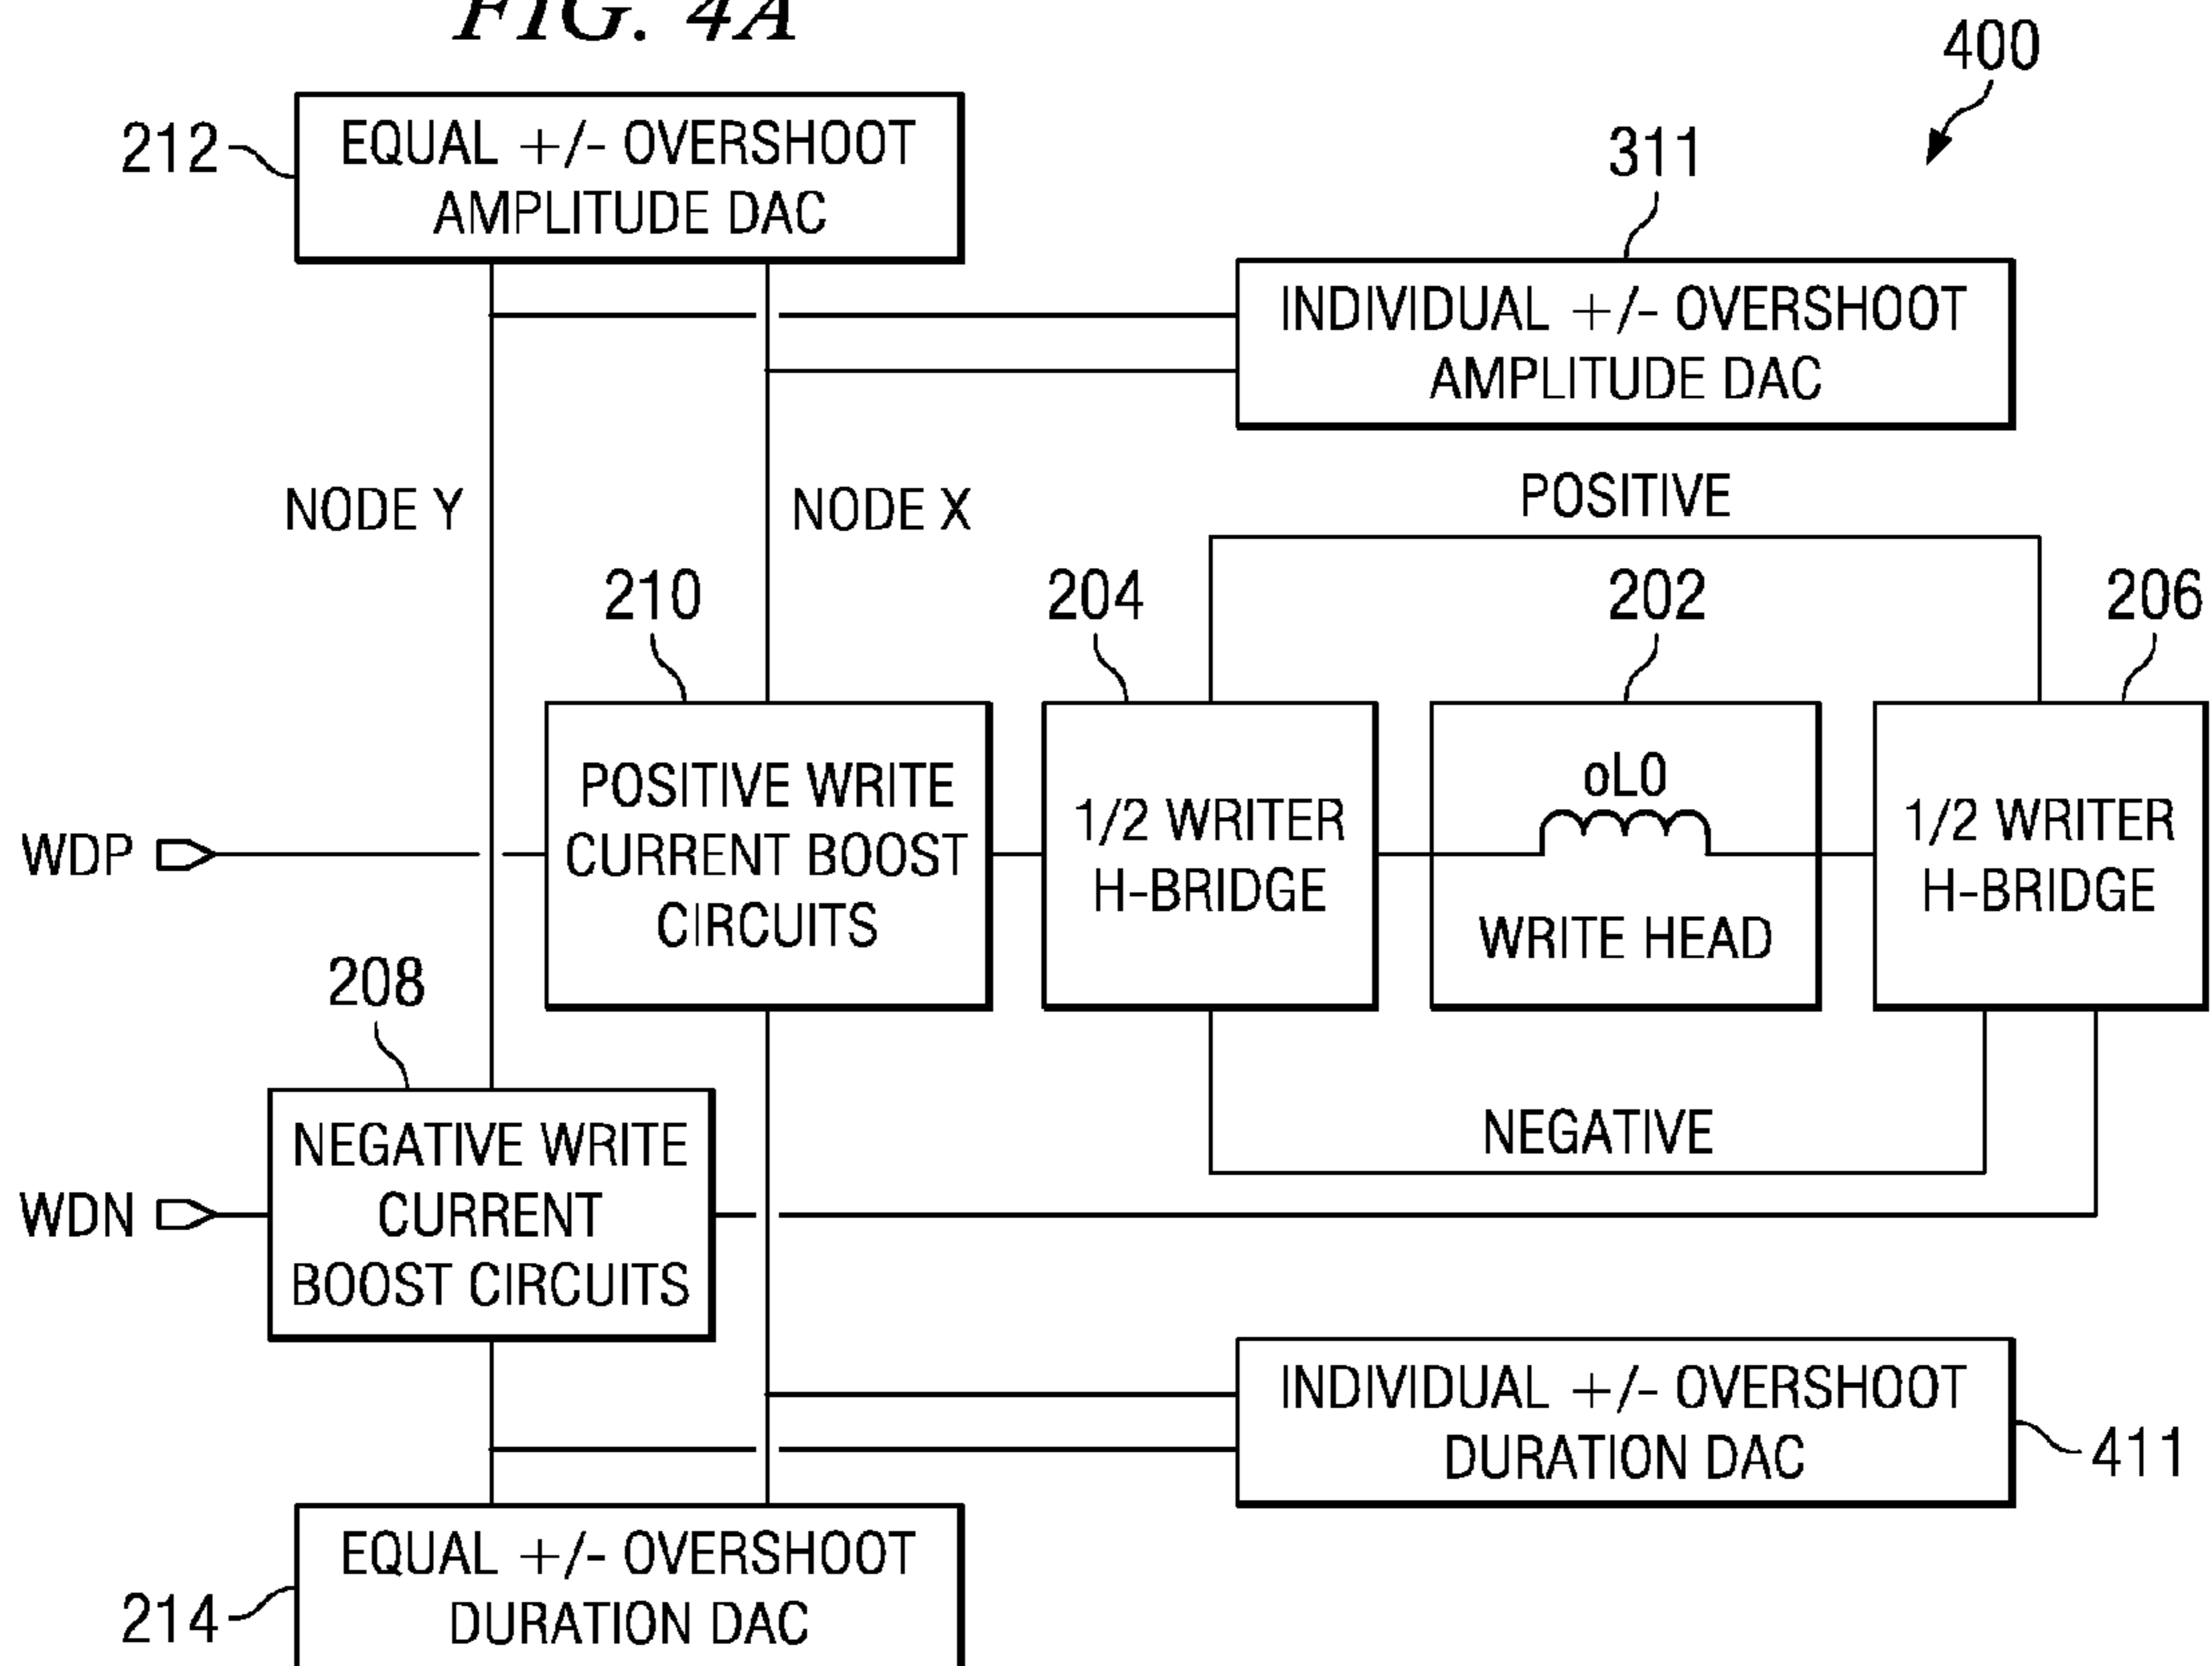 FIG. 4A
400
212
EQUAL +/- OVERSHOOT
AMPLITUDE DAC
311
INDIVIDUAL +/- OVERSHOOT
AMPLITUDE DAC
NODE Y
NODE X
POSITIVE
210
204
202
206
WDP
POSITIVE WRITE
CURRENT BOOST
CIRCUITS
1/2 WRITER
H-BRIDGE
oL0
WRITE HEAD
1/2 WRITER
H-BRIDGE
208
NEGATIVE
WDN
NEGATIVE WRITE
CURRENT
BOOST CIRCUITS
INDIVIDUAL +/- OVERSHOOT
DURATION DAC
411
214
EQUAL +/- OVERSHOOT
DURATION DAC